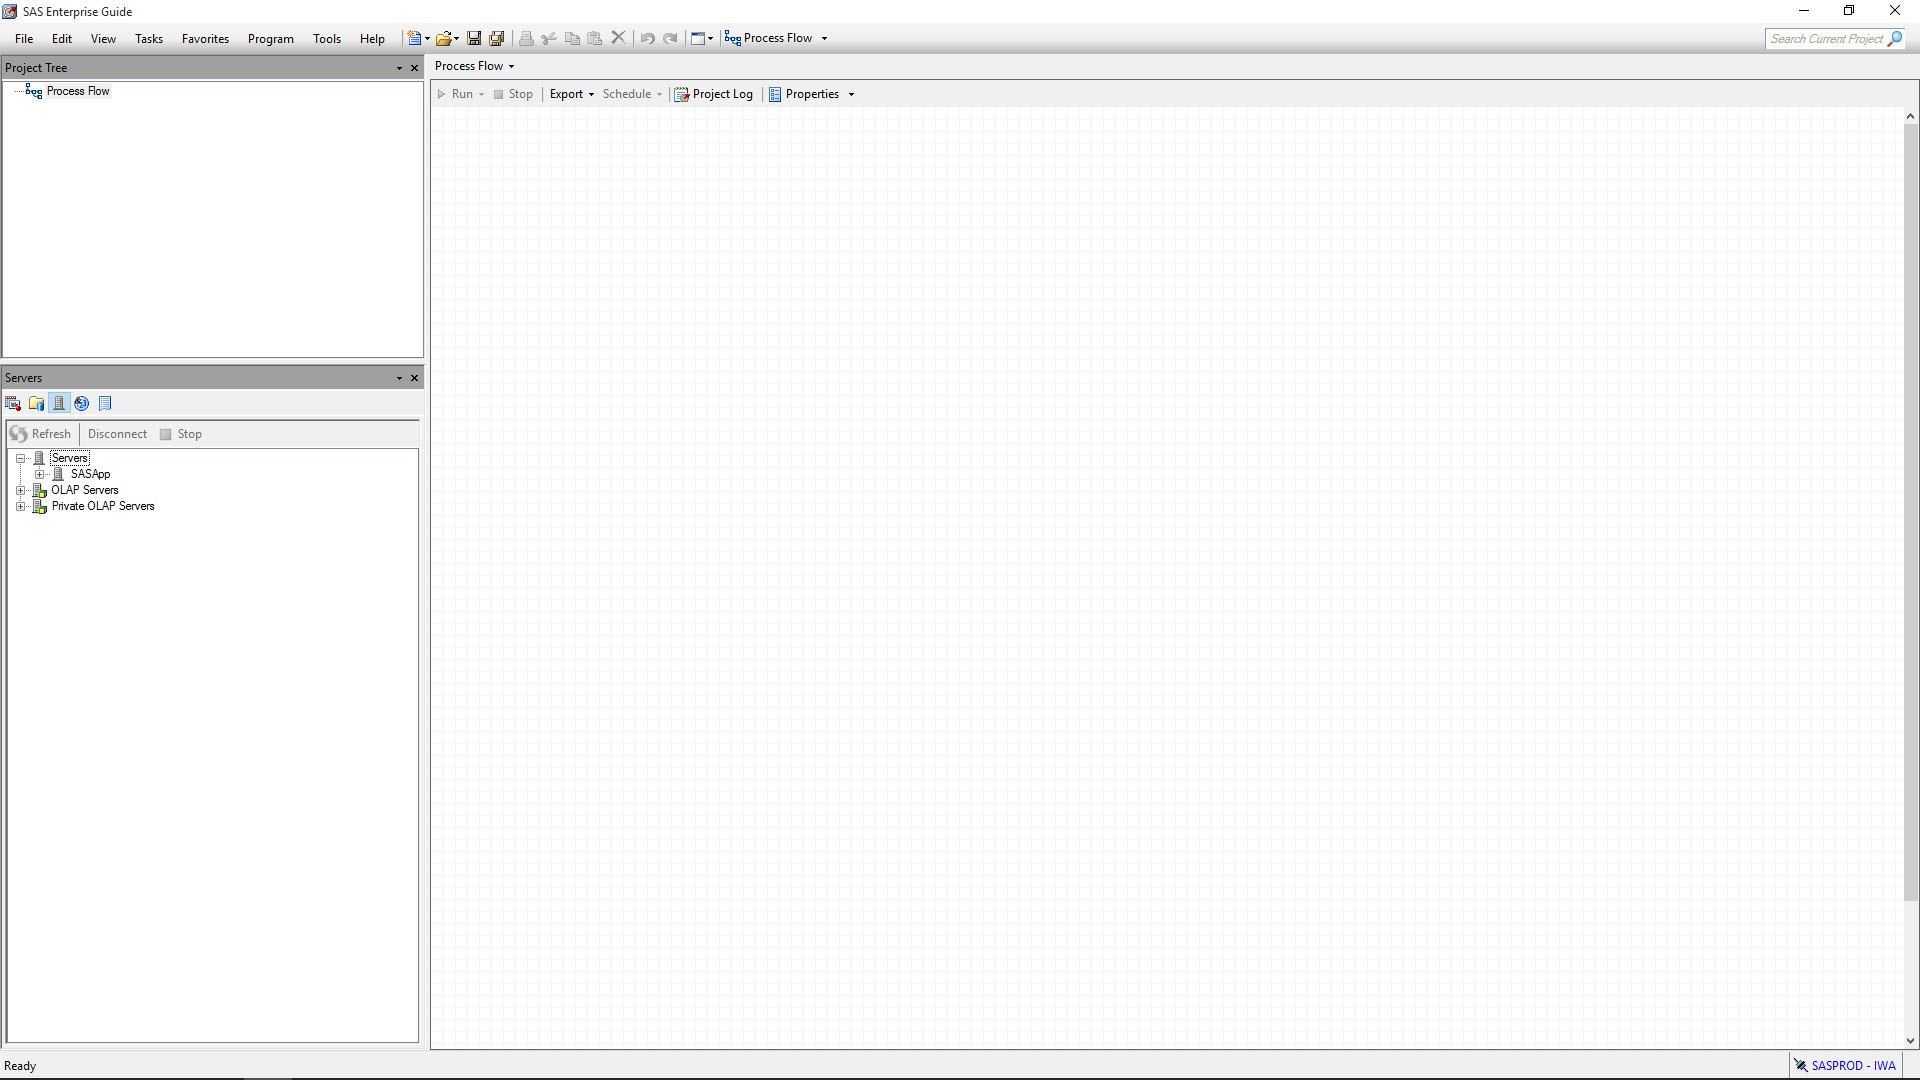 SAS Enterprise Guide
File Edit View Tasks Favorites Program Tools Help Process Flow Search Current Project
Project Tree
Process Flow
Process Flow
Run Stop Export Schedule Project Log Properties
Servers
Refresh Disconnect Stop
Servers
SASApp
OLAP Servers
Private OLAP Servers
Ready
SASPROD - IWA